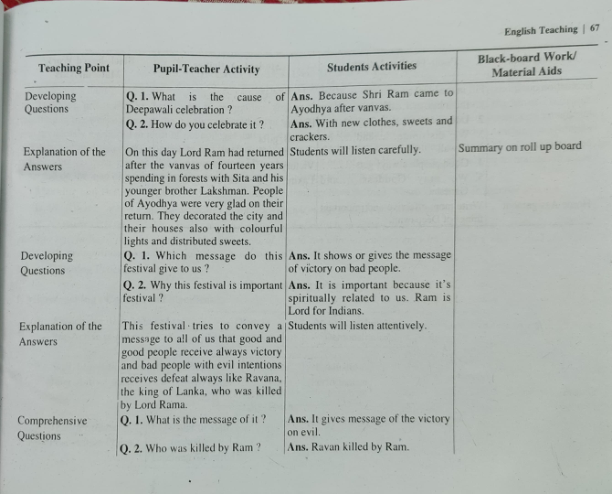 English Teaching | 67
Teaching Point
Pupil-Teacher Activity
Students Activities
Black-board Work/
Material Aids
Developing
Questions
Q. 1. What is the cause of
Deepawali celebration ?
Q. 2. How do you celebrate it ?
Ans. Because Shri Ram came to
Ayodhya after vanvas.
Ans. With new clothes, sweets and
crackers.
Explanation of the
Answers
On this day Lord Ram had returned
after the vanvas of fourteen years
spending in forests with Sita and his
younger brother Lakshman. People
of Ayodhya were very glad on their
return. They decorated the city and
their houses also with colourful
lights and distributed sweets.
Students will listen carefully.
Summary on roll up board
Developing
Questions
Q. 1. Which message do this
festival give to us ?
Q. 2. Why this festival is important
festival ?
Ans. It shows or gives the message
of victory on bad people.
Ans. It is important because it's
spiritually related to us. Ram is
Lord for Indians.
Explanation of the
Answers
This festival tries to convey a
message to all of us that good and
good people receive always victory
and bad people with evil intentions
receives defeat always like Ravana,
the king of Lanka, who was killed
by Lord Rama.
Students will listen attentively.
Comprehensive
Questions
Q. 1. What is the message of it ?
Q. 2. Who was killed by Ram ?
Ans. It gives message of the victory
on evil.
Ans. Ravan killed by Ram.